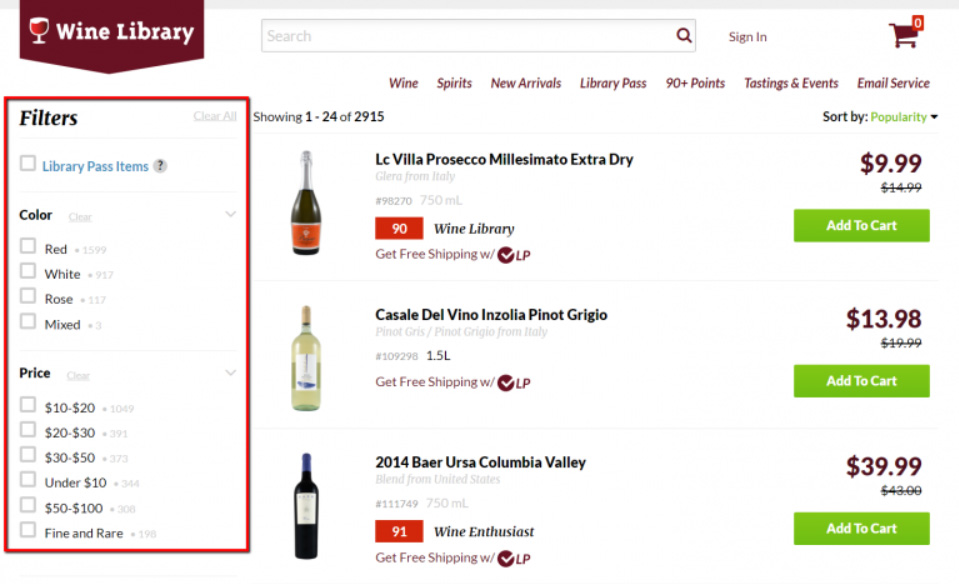 Wine Library
Search
Sign In
0
Wine Spirits New Arrivals Library Pass 90+ Points Tastings & Events Email Service
Filters Clear All
Library Pass Items ?
Color Clear
Red • 1599
White • 917
Rose • 117
Mixed • 3
Price Clear
$10-$20 • 1049
$20-$30 • 391
$30-$50 • 373
Under $10 • 344
$50-$100 • 308
Fine and Rare • 198
Showing 1 - 24 of 2915
Sort by: Popularity
Lc Villa Prosecco Millesimato Extra Dry
Glera from Italy
#98270 750 mL
90 Wine Library
Get Free Shipping w/ LP
$9.99
$14.99
Add To Cart
Casale Del Vino Inzolia Pinot Grigio
Pinot Gris / Pinot Grigio from Italy
#109298 1.5L
Get Free Shipping w/ LP
$13.98
$19.99
Add To Cart
2014 Baer Ursa Columbia Valley
Blend from United States
#111749 750 mL
91 Wine Enthusiast
Get Free Shipping w/ LP
$39.99
$43.00
Add To Cart